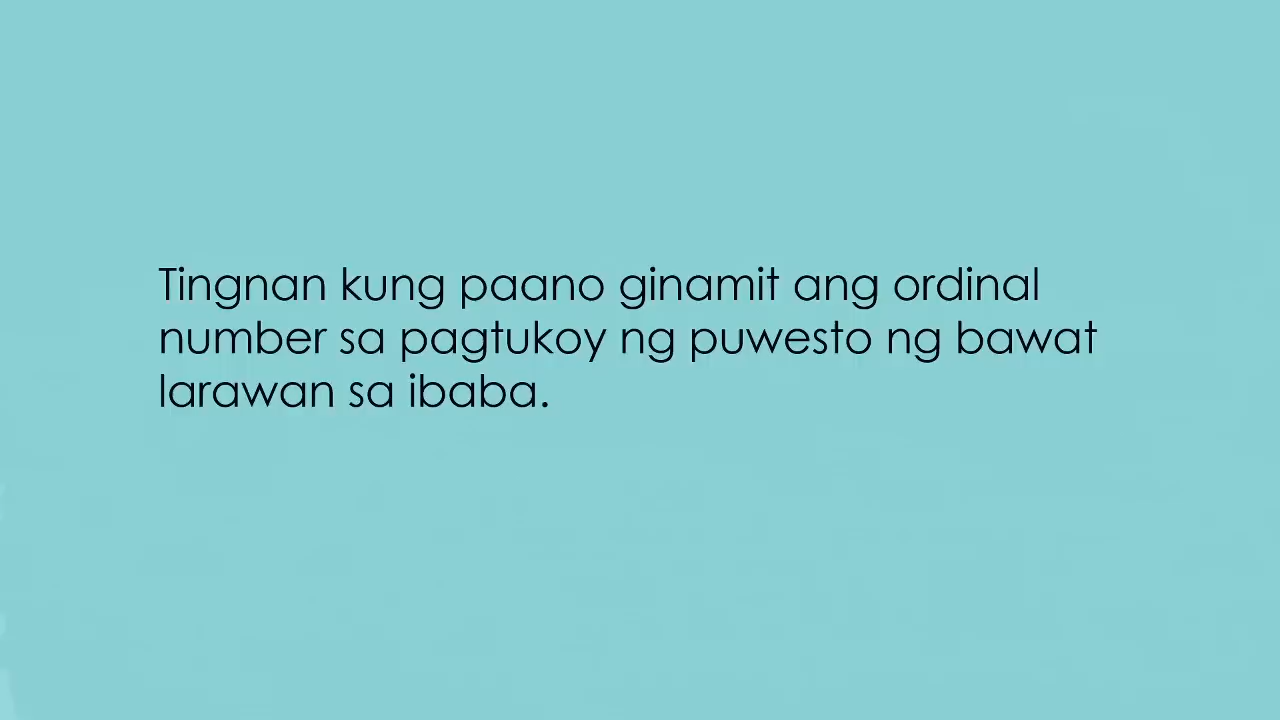 Tingnan kung paano ginamit ang ordinal
number sa pagtukoy ng puwesto ng bawat
larawan sa ibaba.